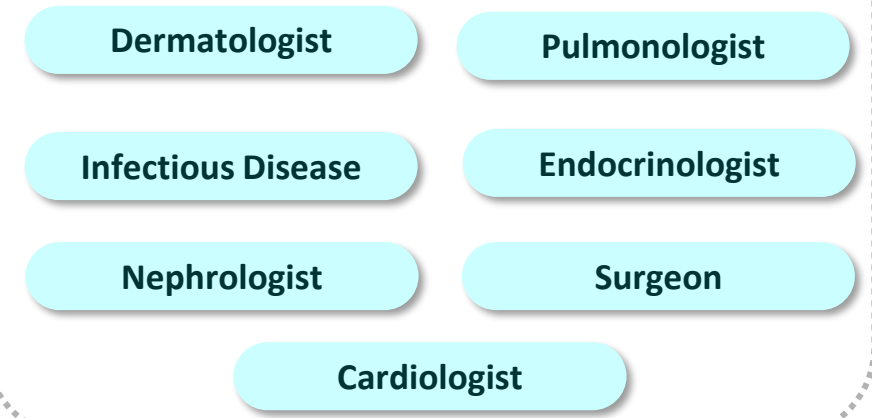 Dermatologist
Pulmonologist
Infectious Disease
Endocrinologist
Nephrologist
Surgeon
Cardiologist